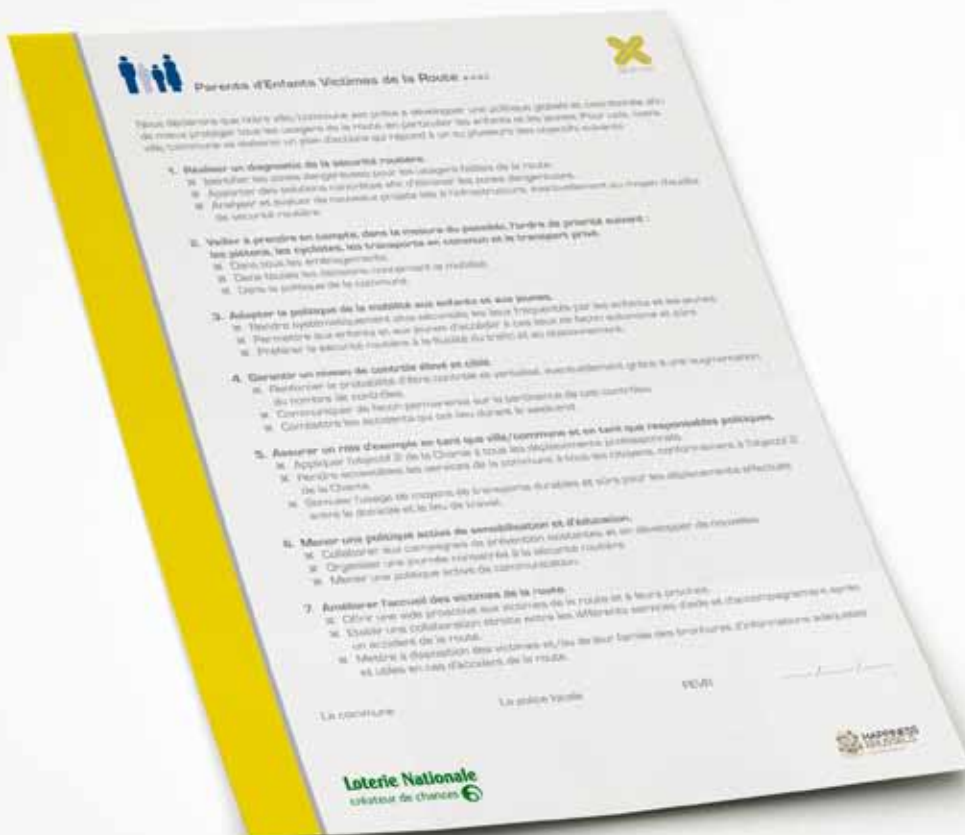 Parents d'Enfants Victimes de la Route
Nous déclarons que notre ville/commune est prête à développer une politique globale et coordonnée afin
de mieux protéger tous les usagers de la route, en particulier les enfants et les jeunes. Pour cela, notre
ville/commune va élaborer un plan d'actions qui répond à un ou plusieurs des objectifs suivants:
1. Réaliser un diagnostic de la sécurité routière.
Identifier les zones dangereuses pour les usagers faibles de la route.
Apporter des solutions concrètes afin d'éliminer les zones dangereuses.
Analyser et évaluer de nouveaux projets liés à l'infrastructure, éventuellement au moyen d'audits
de sécurité routière.
2. Veiller à prendre en compte, dans la mesure du possible, l'ordre de priorité suivant :
les piétons, les cyclistes, les transports en commun et le transport privé.
Dans tous les aménagements.
Dans toutes les décisions concernant la mobilité.
Dans la politique de la commune.
3. Adapter la politique de la mobilité aux enfants et aux jeunes.
Rendre systématiquement plus sécurisés les lieux fréquentés par les enfants et les jeunes.
Permettre aux enfants et aux jeunes d'accéder à ces lieux de façon autonome et sûre.
Préférer la sécurité routière à la fluidité du trafic et au stationnement.
4. Garantir un niveau de contrôle élevé et ciblé.
Renforcer la probabilité d'être contrôlé et verbalisé, éventuellement grâce à une augmentation
du nombre de contrôles.
Communiquer de façon permanente sur la pertinence de ces contrôles.
Combattre les accidents qui ont lieu durant le weekend.
5. Assurer un rôle d'exemple en tant que ville/commune et en tant que responsables politiques.
Appliquer l'objectif 2 de la Charte à tous les déplacements professionnels.
Rendre accessibles les services de la commune à tous les citoyens, conformément à l'objectif 2
de la Charte.
Stimuler l'usage de moyens de transports durables et sûrs pour les déplacements effectués
entre le domicile et le lieu de travail.
6. Mener une politique active de sensibilisation et d'éducation.
Collaborer aux campagnes de prévention existantes et en développer de nouvelles.
Organiser une journée consacrée à la sécurité routière.
Mener une politique active de communication.
7. Améliorer l'accueil des victimes de la route.
Offrir une aide proactive aux victimes de la route et à leurs proches.
Etablir une collaboration étroite entre les différents services d'aide et d'accompagnement après
un accident de la route.
Mettre à disposition des victimes et/ou de leur famille des brochures d'informations adéquates
et utiles en cas d'accident de la route.
La commune La police locale PEVR ....../....../......
Loterie Nationale
créateur de chances
HAPPINESS
BRUSSELS